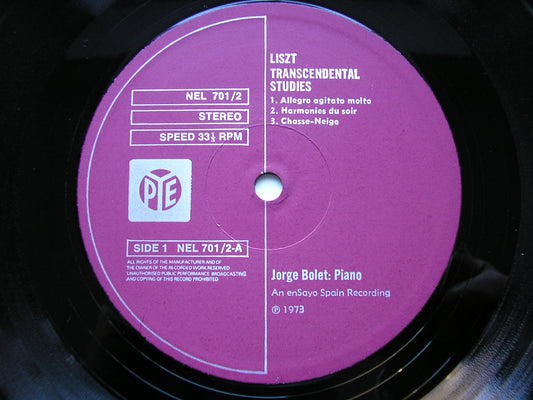 LISZT
TRANSCENDENTAL
STUDIES
1. Allegro agitato molto
2. Harmonies du soir
3. Chasse-Neige
NEL 701/2
STEREO
SPEED 33⅓ RPM
PYE
SIDE 1 NEL 701/2-A
ALL RIGHTS OF THE MANUFACTURER AND OF
THE OWNER OF THE RECORDED WORK RESERVED
UNAUTHORISED PUBLIC PERFORMANCE BROADCASTING
AND COPYING OF THIS RECORD PROHIBITED
Jorge Bolet: Piano
An enSayo Spain Recording
℗ 1973